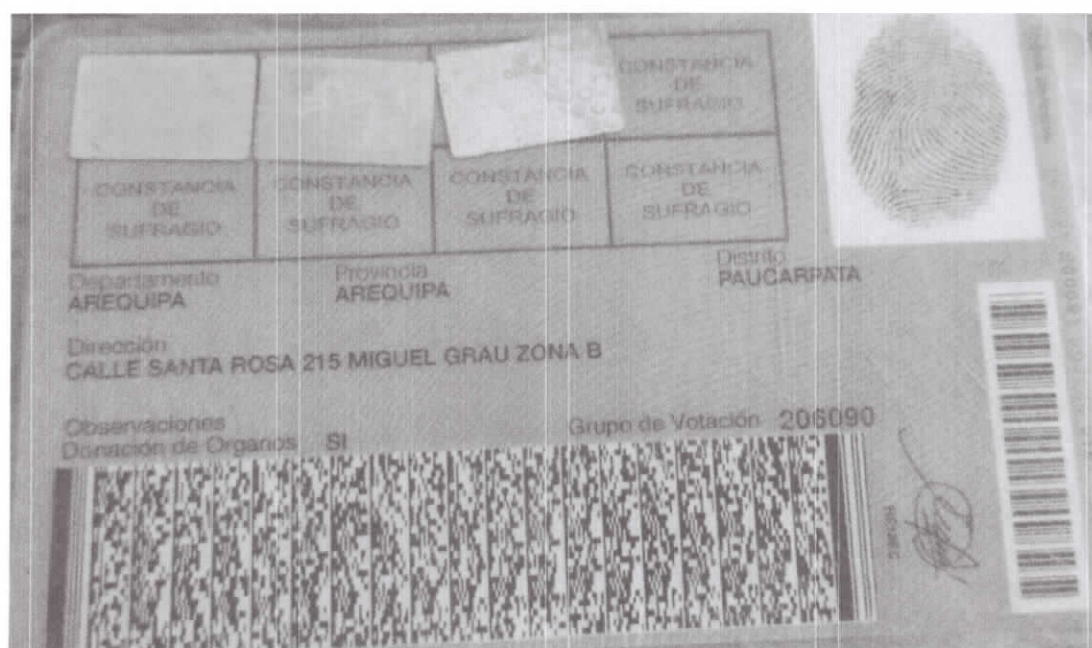 CONSTANCIA
DE
SUFRAGIO
CONSTANCIA
DE
SUFRAGIO
CONSTANCIA
DE
SUFRAGIO
CONSTANCIA
DE
SUFRAGIO
CONSTANCIA
DE
SUFRAGIO
Departamento Provincia Distrito
AREQUIPA AREQUIPA PAUCARPATA
Dirección
CALLE SANTA ROSA 215 MIGUEL GRAU ZONA B
Observaciones
Donación de Organos SI Grupo de Votación 206090